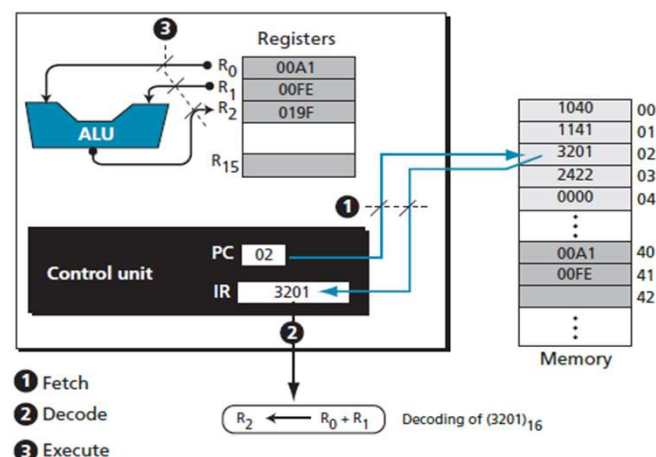 3
Registers
R0 00A1
R1 00FE
R2 019F
R15
ALU
1040 00
1141 01
3201 02
2422 03
0000 04
00A1 40
00FE 41
42
Memory
1
Control unit
PC 02
IR 3201
2
1 Fetch
2 Decode
3 Execute
R2 ← R0 + R1 Decoding of (3201)16